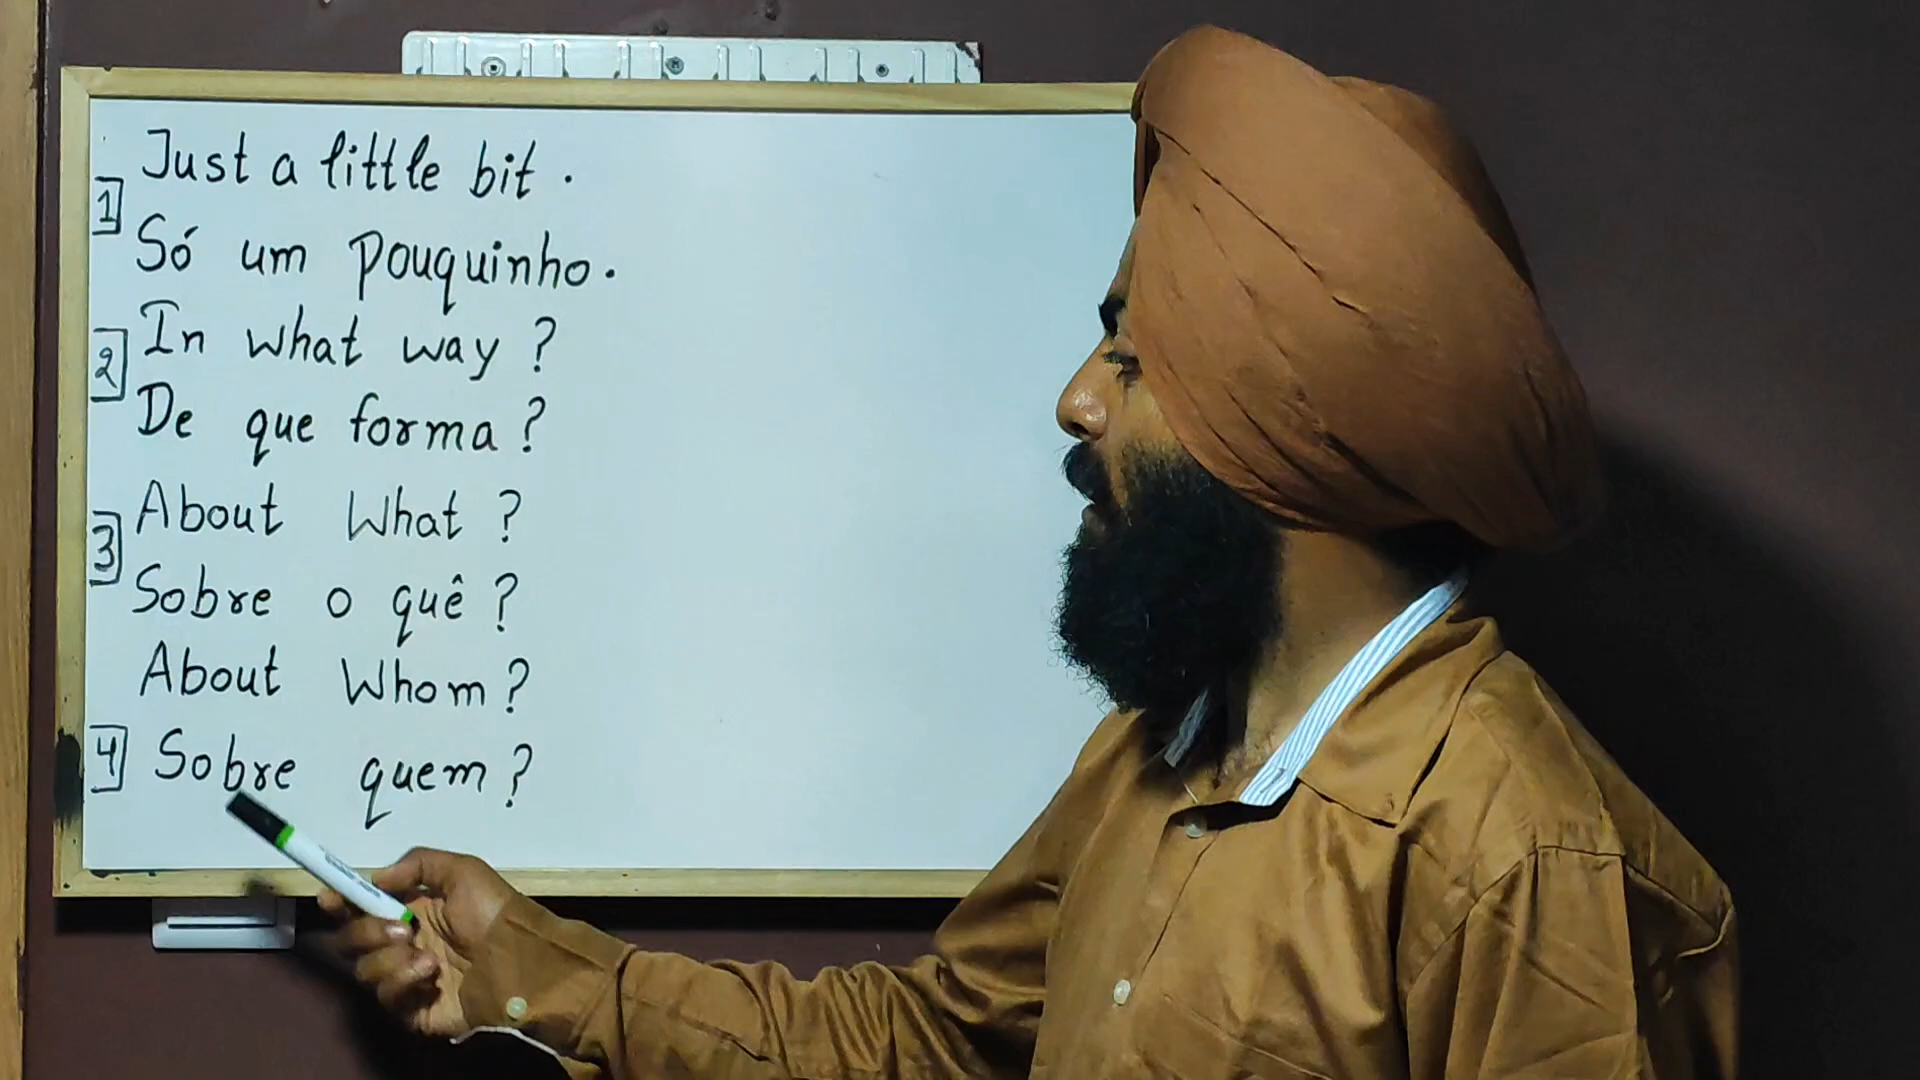 Just a little bit.
1
Só um pouquinho.
In what way?
2
De que forma?
About What?
3
Sobre o quê?
About Whom?
4 Sobre quem?